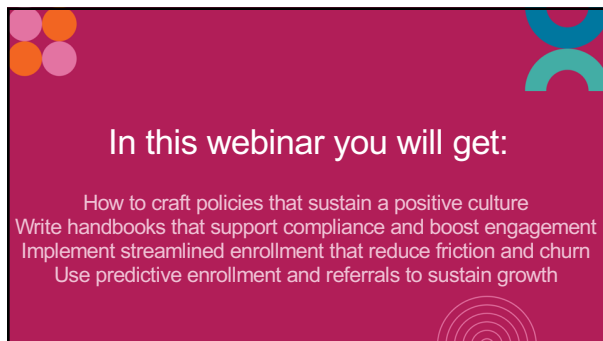 In this webinar you will get:
How to craft policies that sustain a positive culture
Write handbooks that support compliance and boost engagement
Implement streamlined enrollment that reduce friction and churn
Use predictive enrollment and referrals to sustain growth